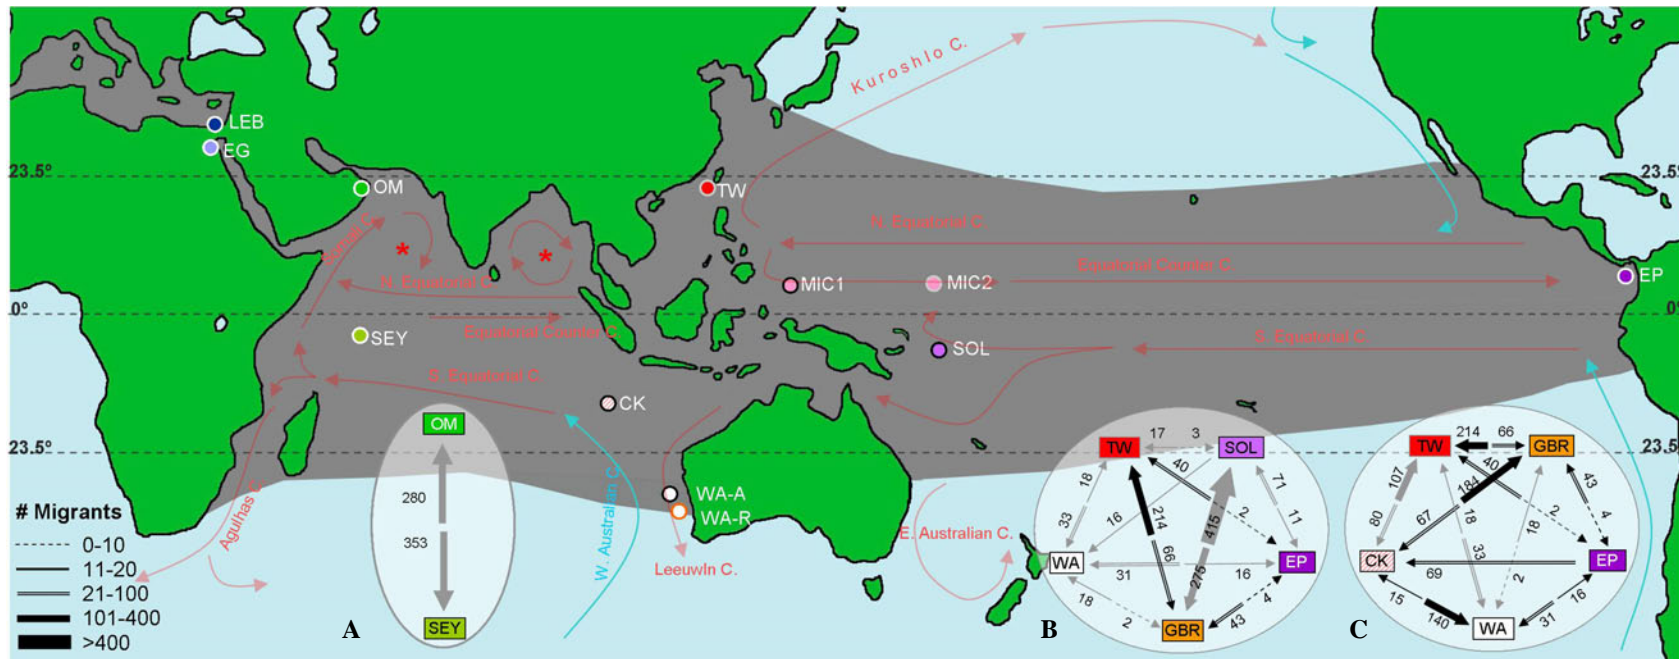 Kuroshio C.
LEB
EG
23.5°
23.5°
OM
TW
Somali C.
*
*
N. Equatorial C.
N. Equatorial C.
Equatorial Counter C.
MIC1
MIC2
EP
0°
0°
SEY
Equatorial Counter C.
SOL
S. Equatorial C.
S. Equatorial C.
CK
23.5°
23.5°
WA-A
WA-R
Agulhas C.
W. Australian C.
Leeuwin C.
E. Australian C.
# Migrants
0-10
11-20
21-100
101-400
>400
A
OM
280
353
SEY
B
TW
17
3
SOL
18
40
71
16
214
415
33
2
11
WA
66
31
16
EP
18
275
4
2
GBR
43
C
TW
214
66
GBR
107
184
40
43
80
67
18
18
2
4
CK
33
69
EP
2
16
15
140
31
WA